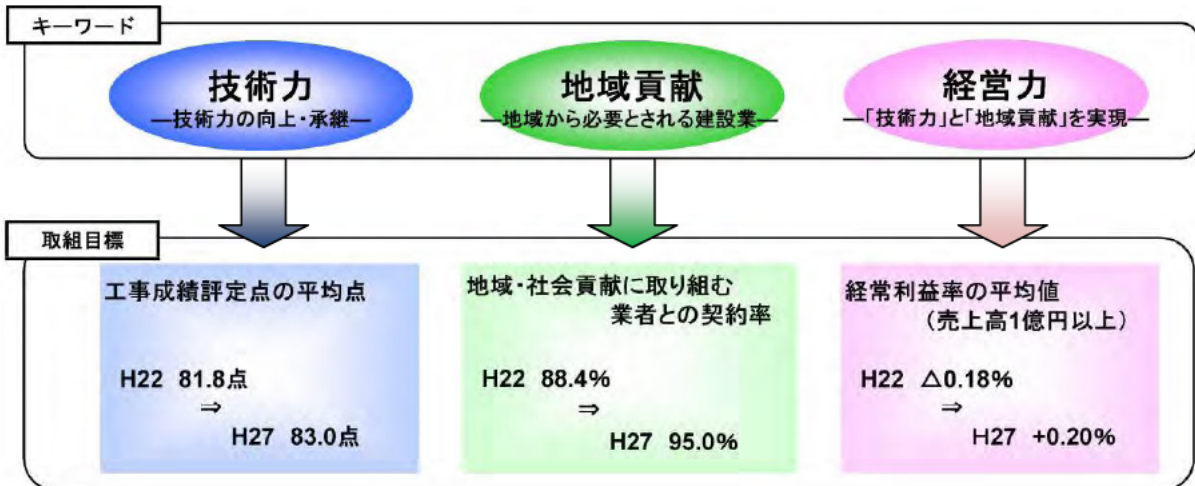 キーワード
技術力
―技術力の向上・承継―
地域貢献
―地域から必要とされる建設業―
経営力
―「技術力」と「地域貢献」を実現―
取組目標
工事成績評定点の平均点
H22 81.8点
⇒
H27 83.0点
地域・社会貢献に取り組む
業者との契約率
H22 88.4%
⇒
H27 95.0%
経常利益率の平均値
(売上高1億円以上)
H22 △0.18%
⇒
H27 +0.20%